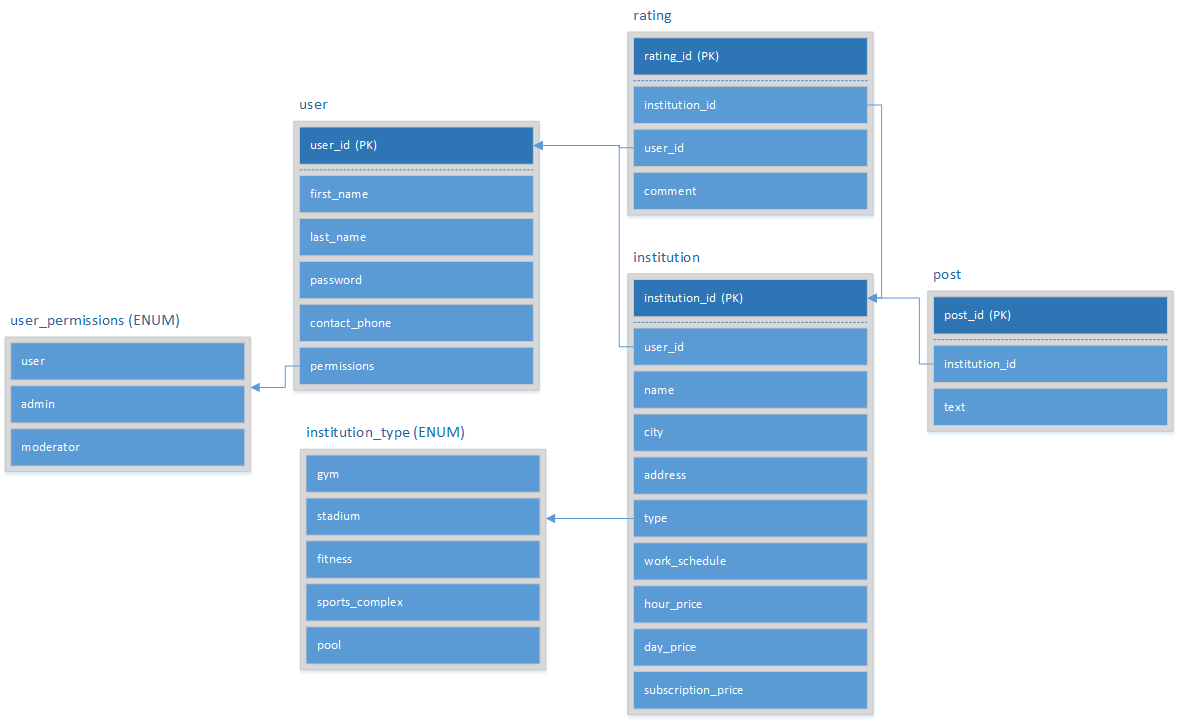 rating
rating_id (PK)
institution_id
user_id
comment
user
user_id (PK)
first_name
last_name
password
contact_phone
permissions
institution
institution_id (PK)
user_id
name
city
address
type
work_schedule
hour_price
day_price
subscription_price
post
post_id (PK)
institution_id
text
user_permissions (ENUM)
user
admin
moderator
institution_type (ENUM)
gym
stadium
fitness
sports_complex
pool